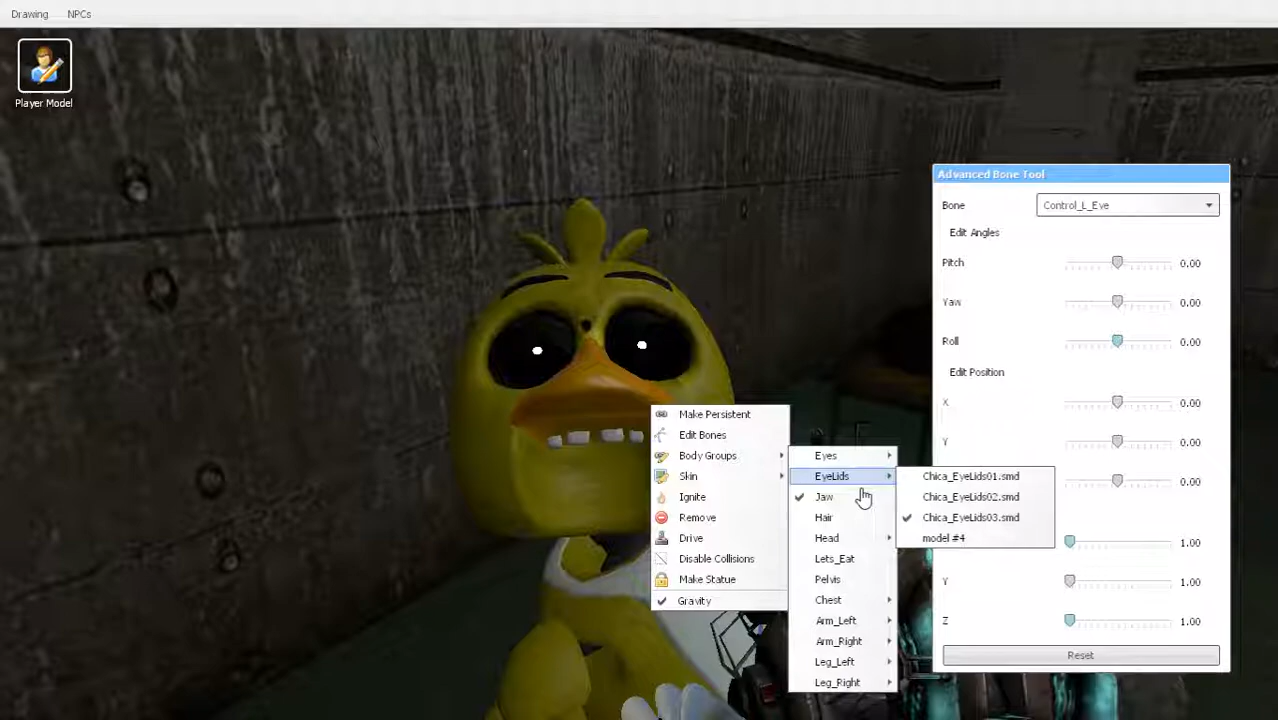 Drawing NPCs
Player Model
Advanced Bone Tool
Bone Control_L_Eye
Edit Angles
Pitch 0.00
Yaw 0.00
Roll 0.00
Edit Position
X 0.00
Y 0.00
0.00
1.00
Y 1.00
Z 1.00
Reset
Make Persistent
Edit Bones
Body Groups
Skin
Ignite
Remove
Drive
Disable Collisions
Make Statue
Gravity
Eyes
EyeLids
Jaw
Hair
Head
Lets_Eat
Pelvis
Chest
Arm_Left
Arm_Right
Leg_Left
Leg_Right
Chica_EyeLids01.smd
Chica_EyeLids02.smd
Chica_EyeLids03.smd
model #4